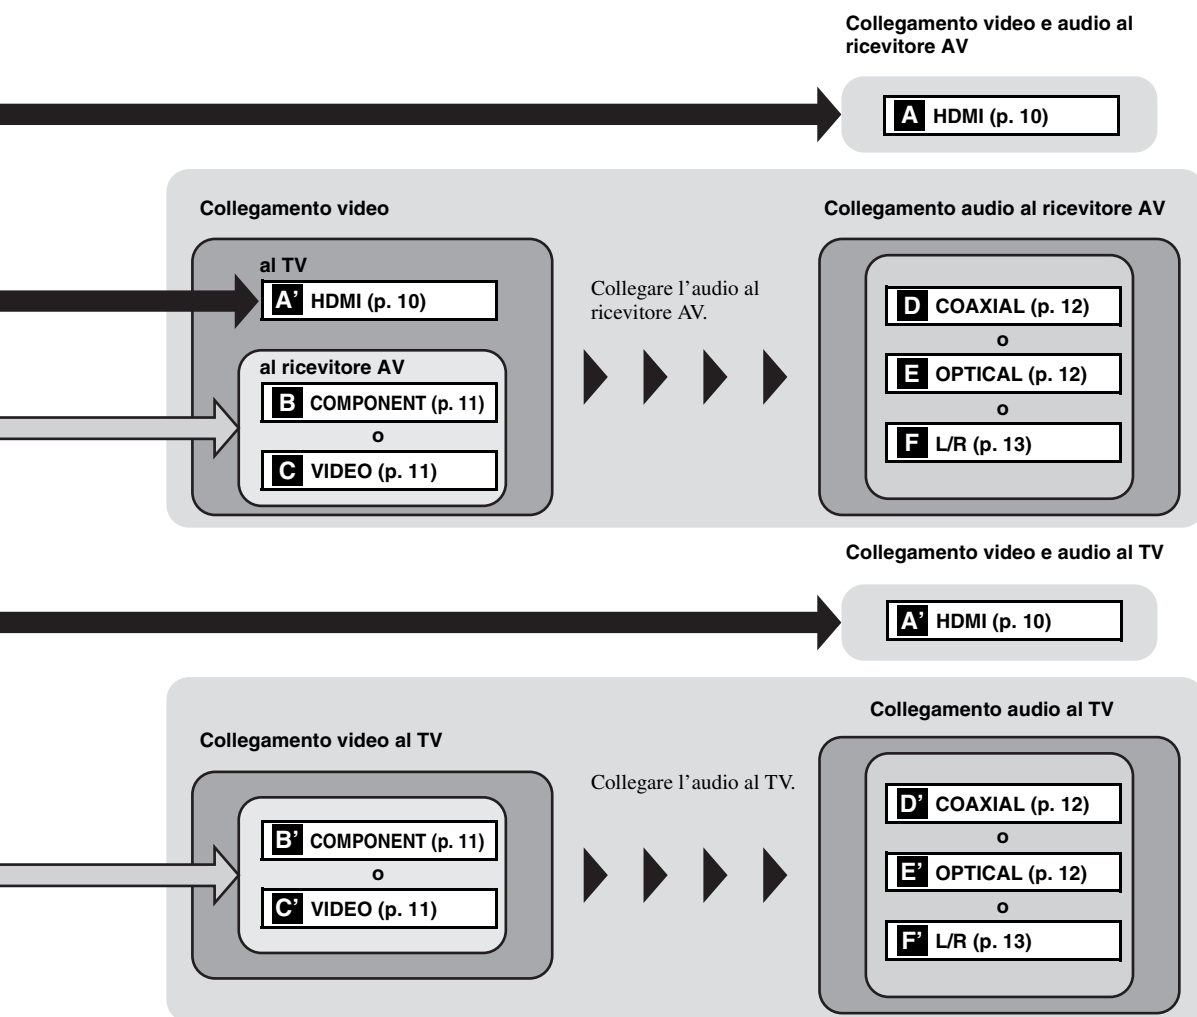 Collegamento video e audio al
ricevitore AV
A HDMI (p. 10)
Collegamento video
al TV
A’ HDMI (p. 10)
al ricevitore AV
B COMPONENT (p. 11)
o
C VIDEO (p. 11)
Collegare l’audio al
ricevitore AV.
Collegamento audio al ricevitore AV
D COAXIAL (p. 12)
o
E OPTICAL (p. 12)
o
F L/R (p. 13)
Collegamento video e audio al TV
A’ HDMI (p. 10)
Collegamento video al TV
B’ COMPONENT (p. 11)
o
C’ VIDEO (p. 11)
Collegare l’audio al TV.
Collegamento audio al TV
D’ COAXIAL (p. 12)
o
E’ OPTICAL (p. 12)
o
F’ L/R (p. 13)